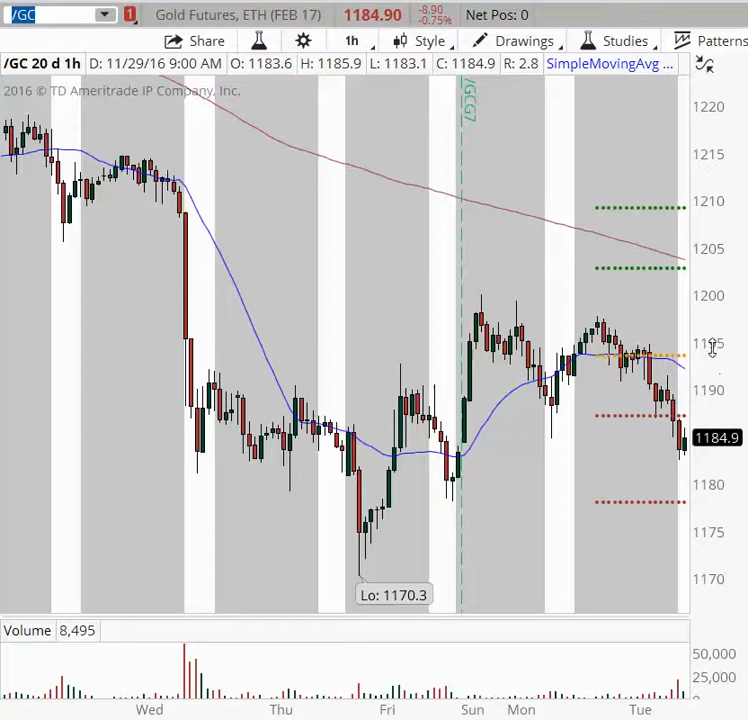 /GC 1 Gold Futures, ETH (FEB 17) 1184.90 -8.90 -0.75% Net Pos: 0
Share 1h Style Drawings Studies Patterns
/GC 20 d 1h D: 11/29/16 9:00 AM O: 1183.6 H: 1185.9 L: 1183.1 C: 1184.9 R: 2.8 SimpleMovingAvg ...
2016 © TD Ameritrade IP Company, Inc.
/GCG7
1220
1215
1210
1205
1200
1195
1190
1184.9
1180
1175
1170
Lo: 1170.3
Volume 8,495
50,000
25,000
0
Wed Thu Fri Sun Mon Tue